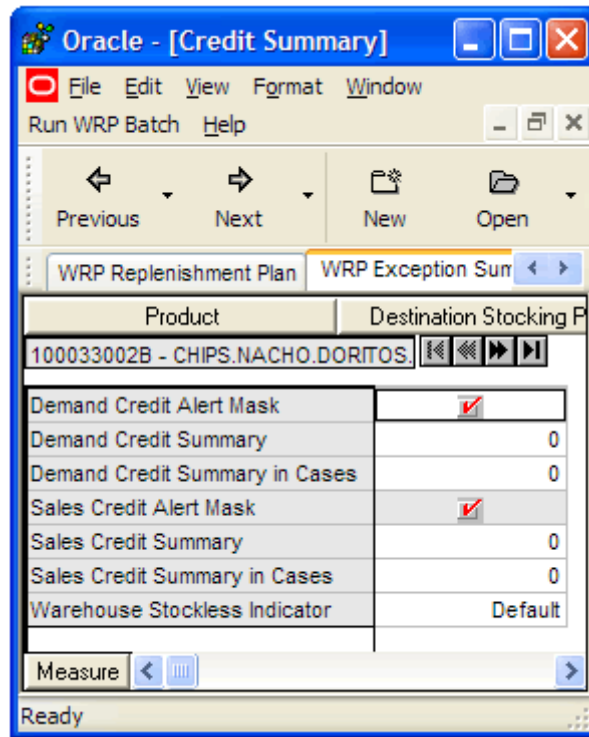 Oracle - [Credit Summary]
File Edit View Format Window
Run WRP Batch Help
Previous Next New Open
WRP Replenishment Plan WRP Exception Sum
Product Destination Stocking P
100033002B - CHIPS.NACHO.DORITOS.
Demand Credit Alert Mask
Demand Credit Summary 0
Demand Credit Summary in Cases 0
Sales Credit Alert Mask
Sales Credit Summary 0
Sales Credit Summary in Cases 0
Warehouse Stockless Indicator Default
Measure
Ready